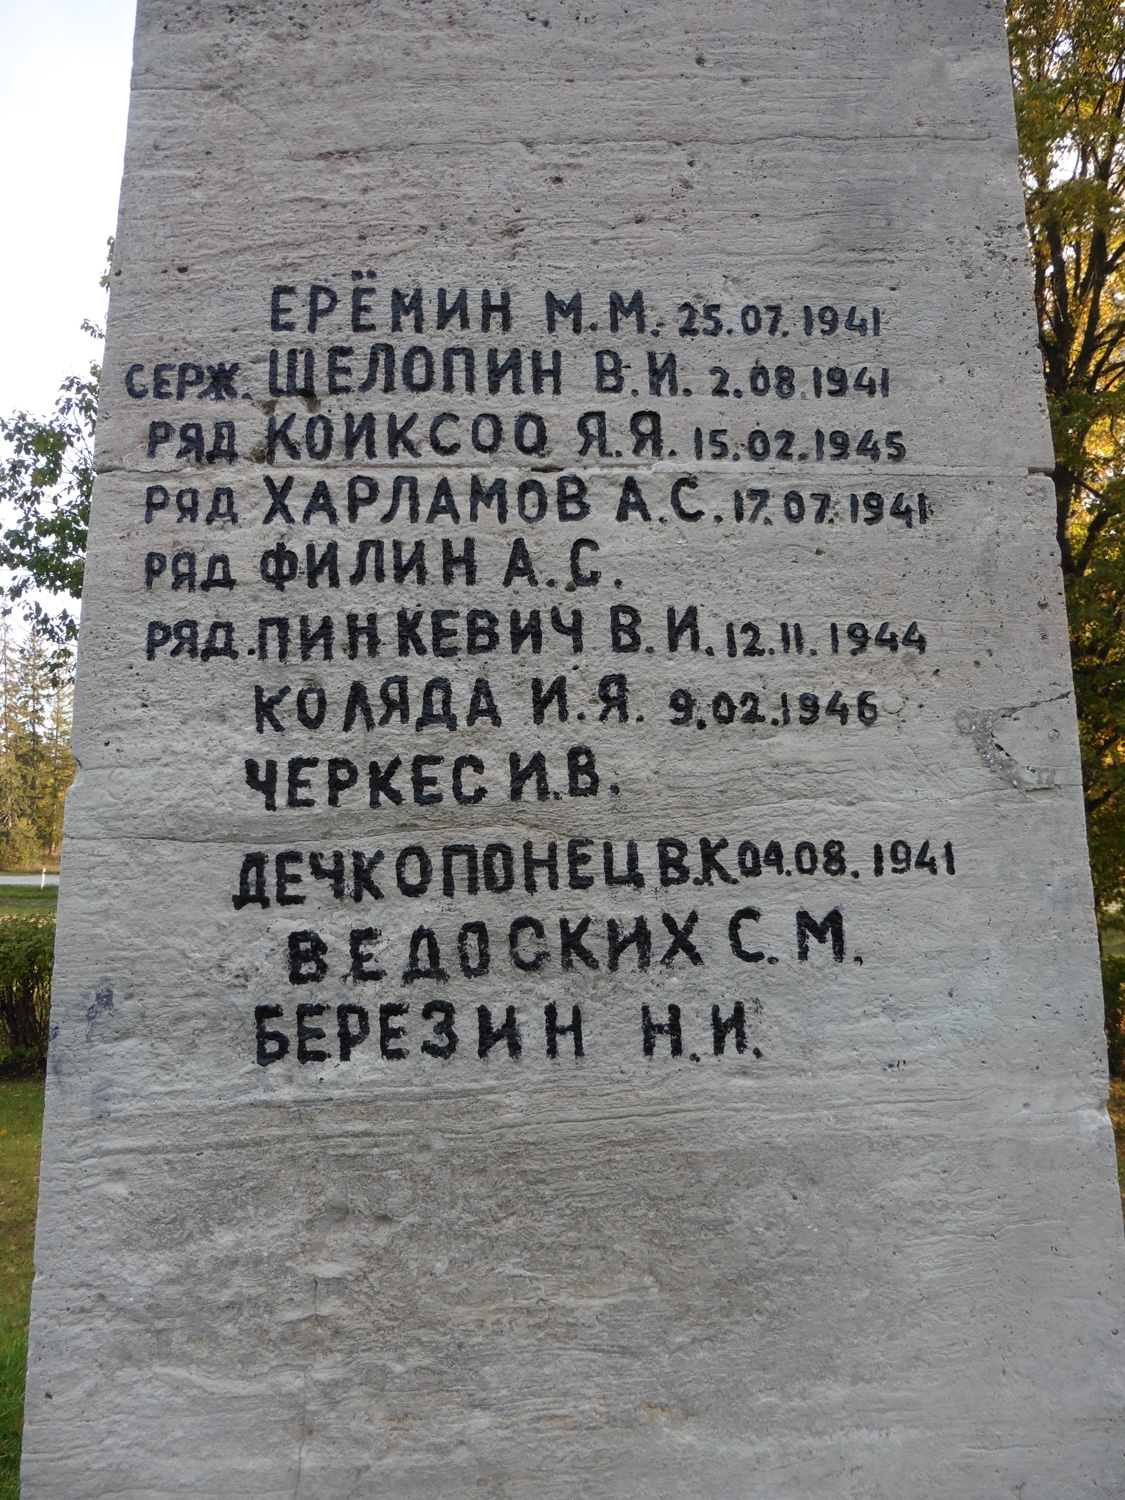 ЕРЁМИН М.М. 25.07.1941
СЕРЖ. ЩЕЛОПИН В.И. 2.08.1941
РЯД КОИКСОО Я.Я. 15.02.1945
РЯД ХАРЛАМОВ А.С. 17.07.1941
РЯД ФИЛИН А.С.
РЯД. ПИНКЕВИЧ В.И. 12.11.1944
КОЛЯДА И.Я. 9.02.1946
ЧЕРКЕС И.В.
ДЕЧКОПОНЕЦ В.К. 04.08.1941
ВЕДОСКИХ С.М.
БЕРЕЗИН Н.И.